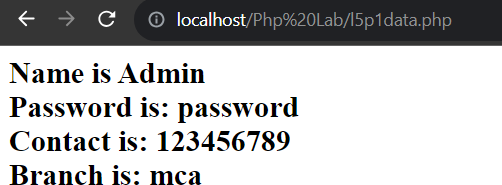 localhost/Php%20Lab/l5p1data.php
Name is Admin
Password is: password
Contact is: 123456789
Branch is: mca